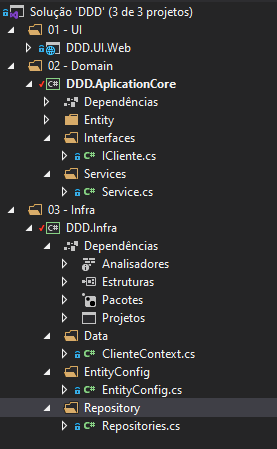 Solução 'DDD' (3 de 3 projetos)
01 - UI
DDD.UI.Web
02 - Domain
C# DDD.AplicationCore
Dependências
Entity
Interfaces
C# ICliente.cs
Services
C# Service.cs
03 - Infra
C# DDD.Infra
Dependências
Analisadores
Estruturas
Pacotes
Projetos
Data
C# ClienteContext.cs
EntityConfig
C# EntityConfig.cs
Repository
C# Repositories.cs